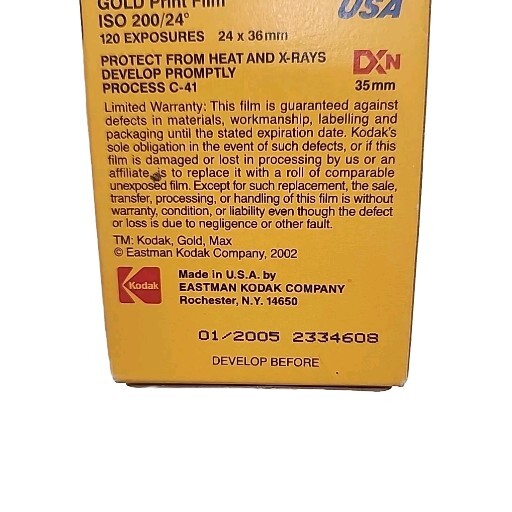 GOLD Print Film
USA
ISO 200/24°
120 EXPOSURES 24 x 36mm
PROTECT FROM HEAT AND X-RAYS
DEVELOP PROMPTLY
PROCESS C-41
DXN
35mm
Limited Warranty: This film is guaranteed against
defects in materials, workmanship, labelling and
packaging until the stated expiration date. Kodak's
sole obligation in the event of such defects, or if this
film is damaged or lost in processing by us or an
affiliate, is to replace it with a roll of comparable
unexposed film. Except for such replacement, the sale,
transfer, processing, or handling of this film is without
warranty, condition, or liability even though the defect
or loss is due to negligence or other fault.
TM: Kodak, Gold, Max
© Eastman Kodak Company, 2002
Kodak
Made in U.S.A. by
EASTMAN KODAK COMPANY
Rochester, N.Y. 14650
01/2005 2334608
DEVELOP BEFORE